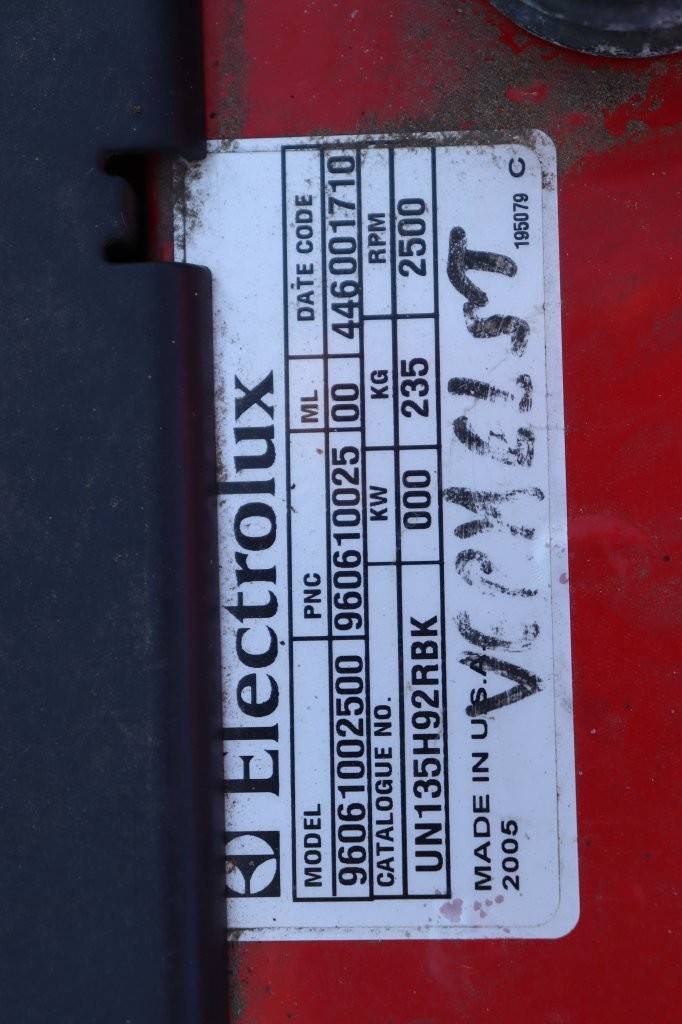 Electrolux
MODEL PNC ML DATE CODE
96061002500 960610025 00 446001710
CATALOGUE NO. KW KG RPM
UN135H92RBK 000 235 2500
MADE IN U.S.A.
2005
195079 C